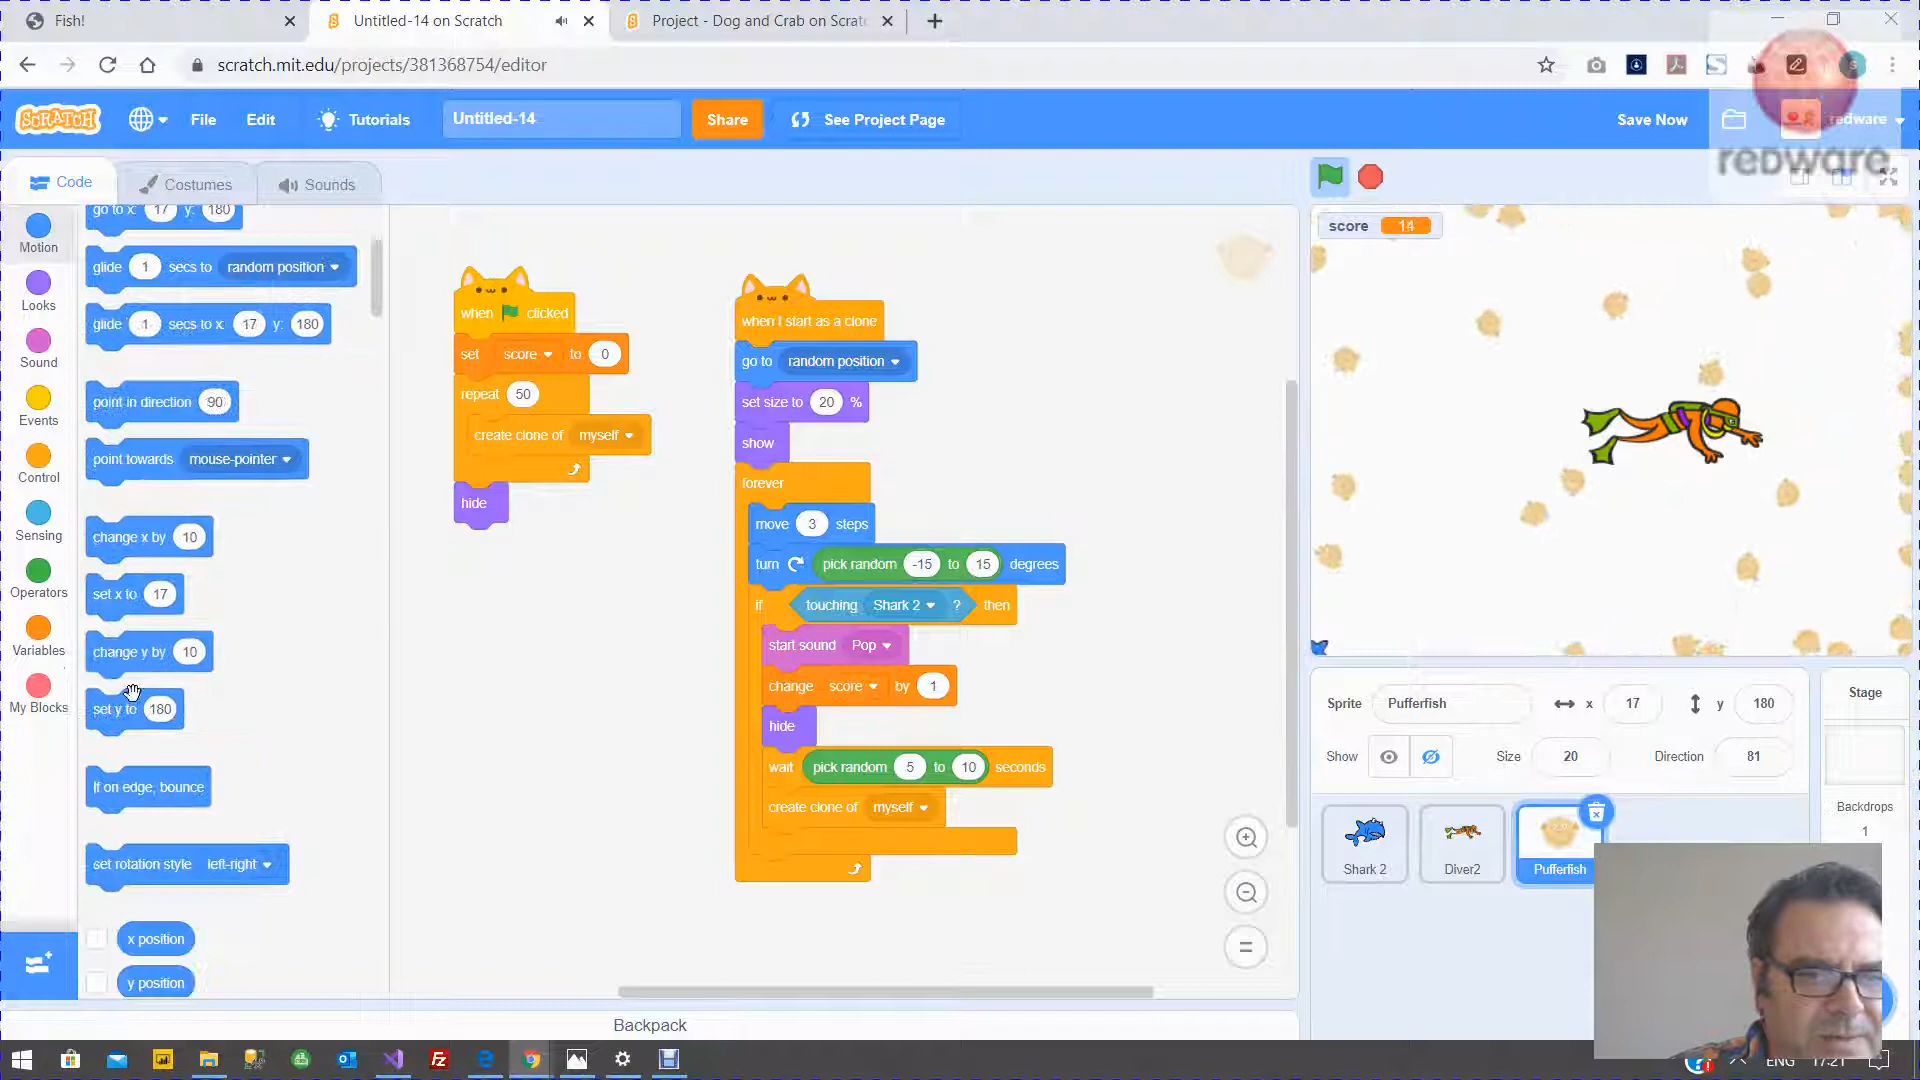 Fish!
Untitled-14 on Scratch
Project - Dog and Crab on Scratc
scratch.mit.edu/projects/381368754/editor
SCRATCH
File
Edit
Tutorials
Untitled-14
Share
See Project Page
Save Now
redware
redware
Code
Costumes
Sounds
Motion
Looks
Sound
Events
Control
Sensing
Operators
Variables
My Blocks
go to x: 17 y: 180
glide 1 secs to random position
glide 1 secs to x: 17 y: 180
point in direction 90
point towards mouse-pointer
change x by 10
set x to 17
change y by 10
set y to 180
if on edge, bounce
set rotation style left-right
x position
y position
when clicked
set score to 0
repeat 50
create clone of myself
hide
when I start as a clone
go to random position
set size to 20 %
show
forever
move 3 steps
turn pick random -15 to 15 degrees
if touching Shark 2 ? then
start sound Pop
change score by 1
hide
wait pick random 5 to 10 seconds
create clone of myself
Backpack
score 14
Sprite Pufferfish x 17 y 180
Show Size 20 Direction 81
Shark 2
Diver2
Pufferfish
Stage
Backdrops
1
ENG 17:21